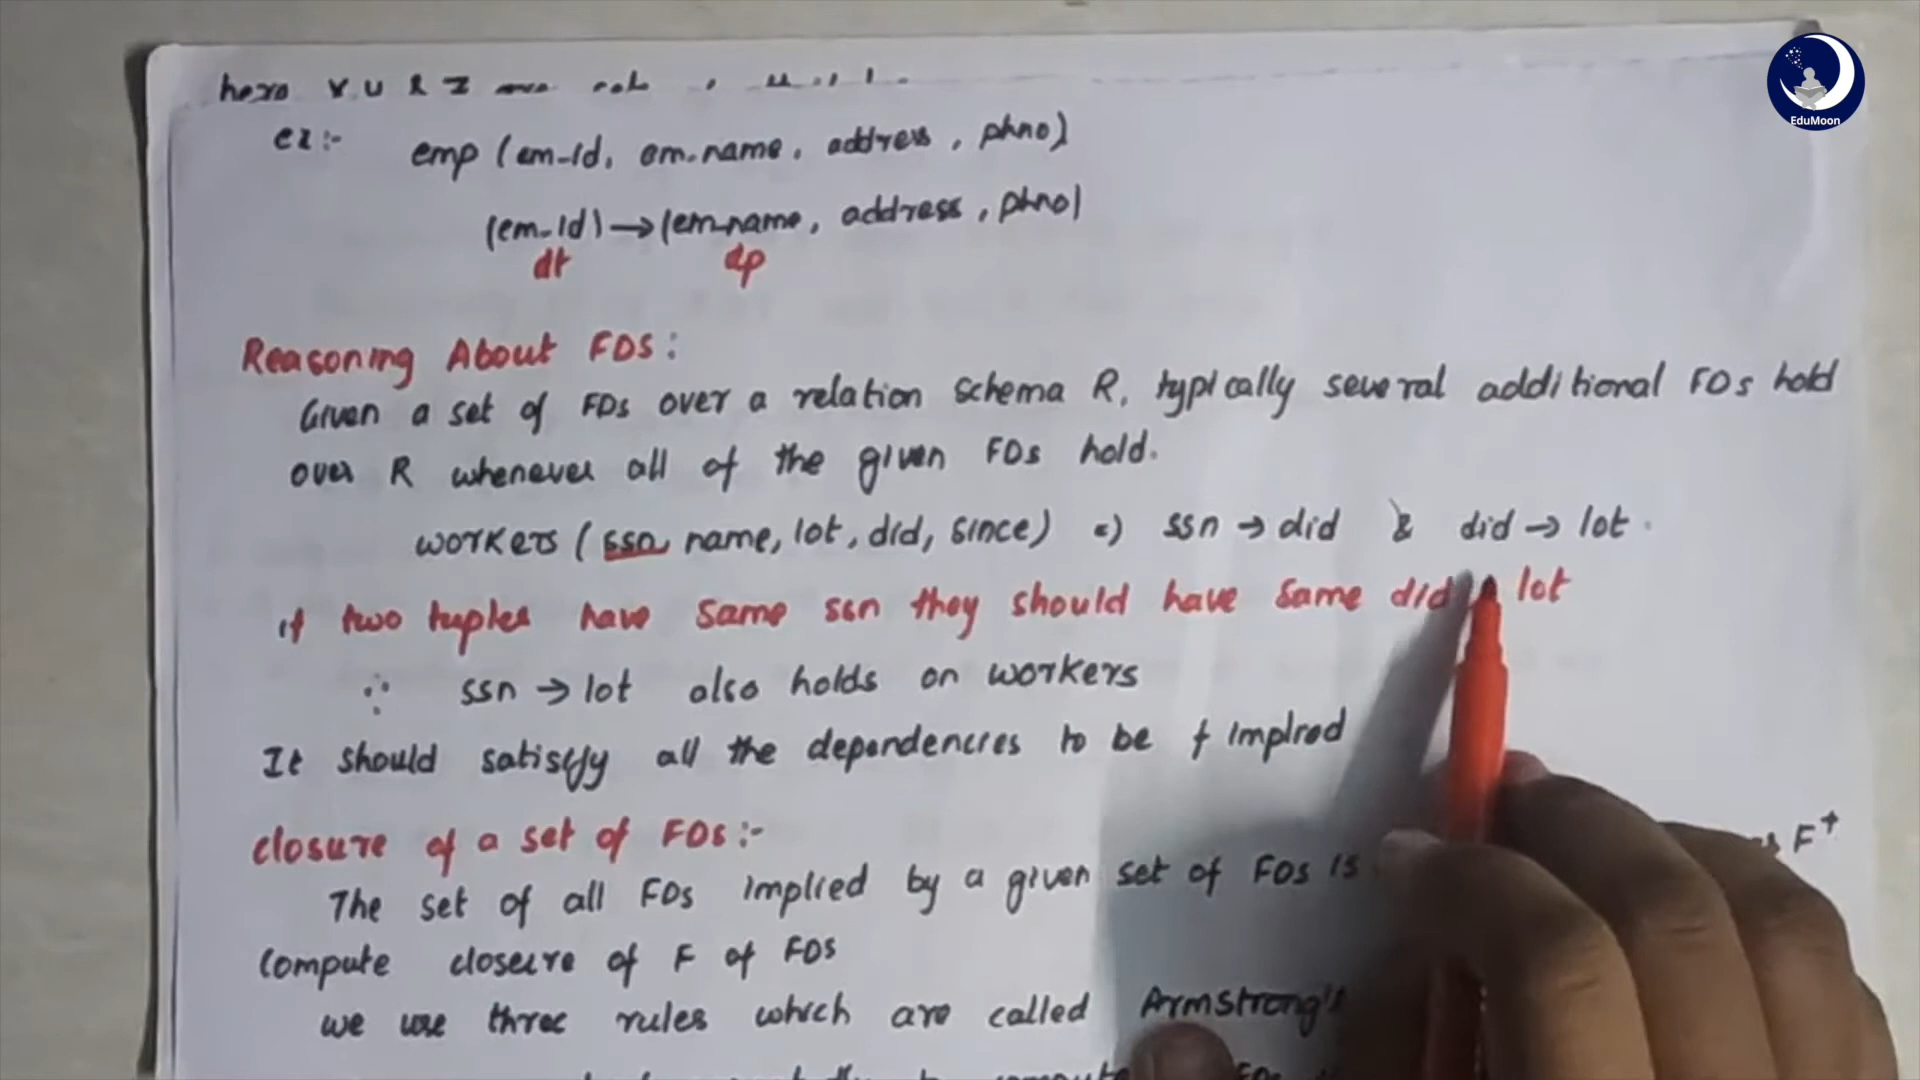 EduMoon
here X, Y & Z are
ex:- emp (em-id, em-name, address, phno)
(em-id) → (em-name, address, phno)
dt dp
Reasoning About FDs:
Given a set of FDs over a relation schema R, typically several additional FDs hold
over R whenever all of the given FDs hold.
workers (ssn, name, lot, did, since) ssn → did & did → lot.
if two tuples have same ssn they should have same did lot
∴ ssn → lot also holds on workers
It should satisfy all the dependencies to be f implied
closure of a set of FDs:-
The set of all FDs implied by a given set of FDs is F⁺
compute closure of F of FDs
we use three rules which are called Armstrong's